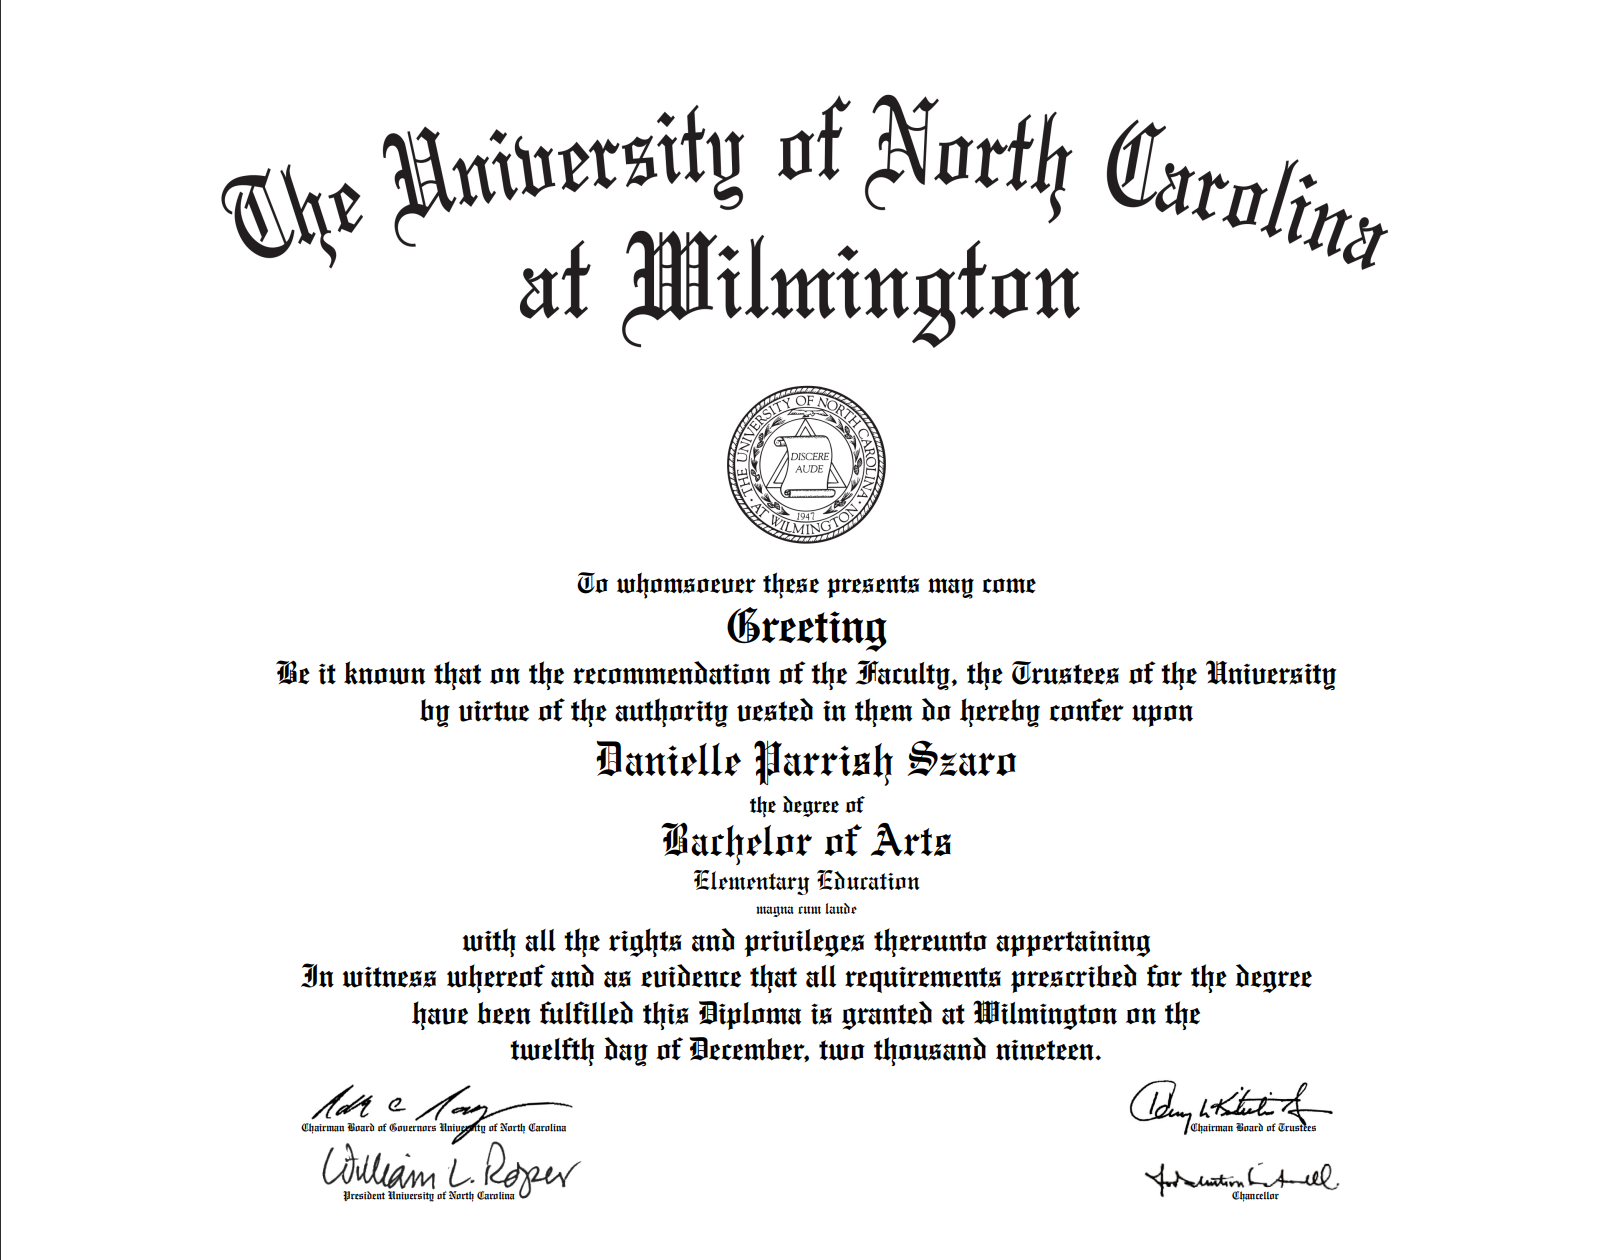 The University of North Carolina
at Wilmington
THE UNIVERSITY OF NORTH CAROLINA
· AT WILMINGTON ·
DISCERE
AUDE
1947
To whomsoever these presents may come
Greeting
Be it known that on the recommendation of the Faculty, the Trustees of the University
by virtue of the authority vested in them do hereby confer upon
Danielle Parrish Szaro
the degree of
Bachelor of Arts
Elementary Education
magna cum laude
with all the rights and privileges thereunto appertaining
In witness whereof and as evidence that all requirements prescribed for the degree
have been fulfilled this Diploma is granted at Wilmington on the
twelfth day of December, two thousand nineteen.
Chairman Board of Governors University of North Carolina
Chairman Board of Trustees
William L. Roper
President University of North Carolina
Chancellor